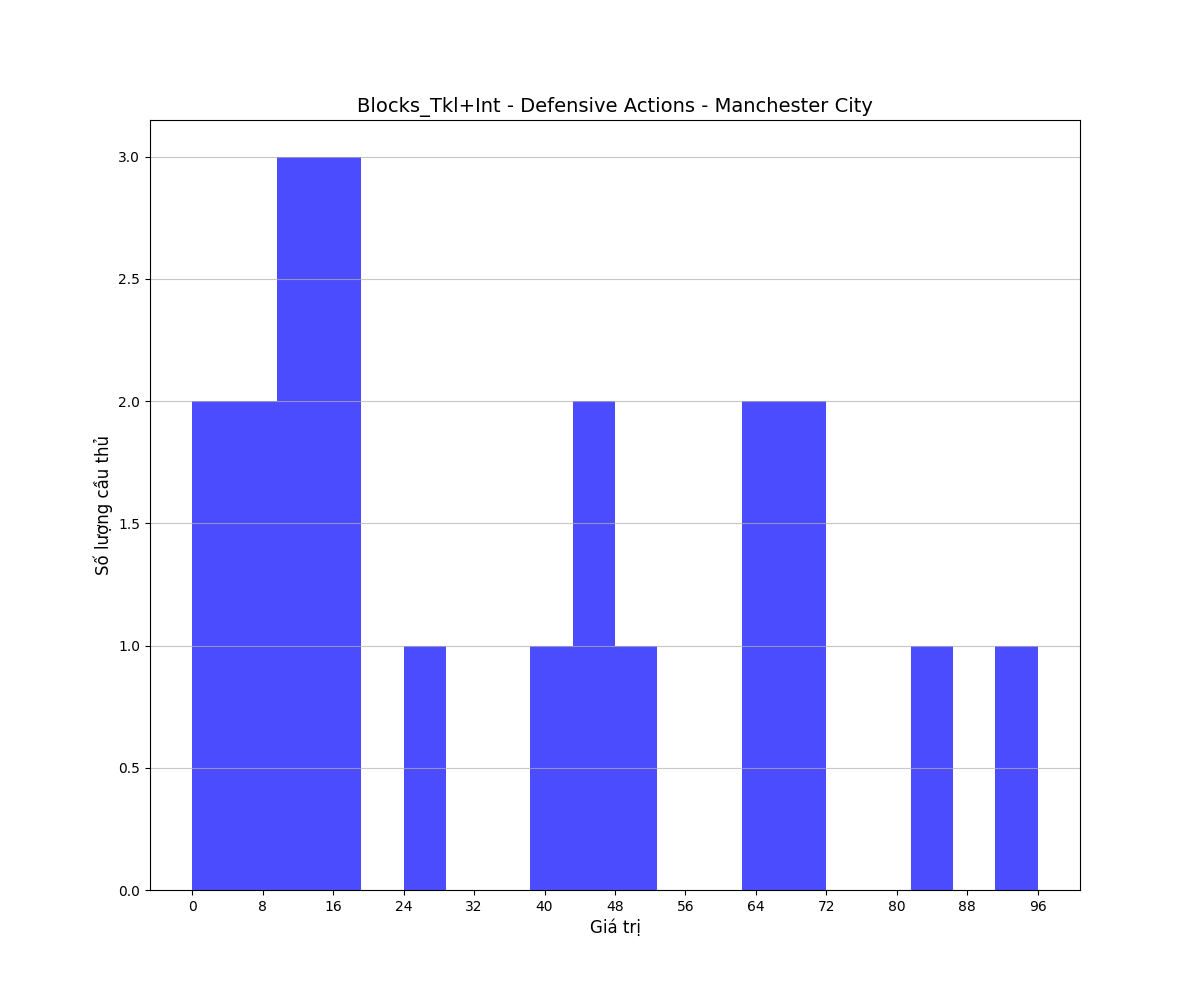 Blocks_Tkl+Int - Defensive Actions - Manchester City
Số lượng cầu thủ
3.0
2.5
2.0
1.5
1.0
0.5
0.0
0 8 16 24 32 40 48 56 64 72 80 88 96
Giá trị